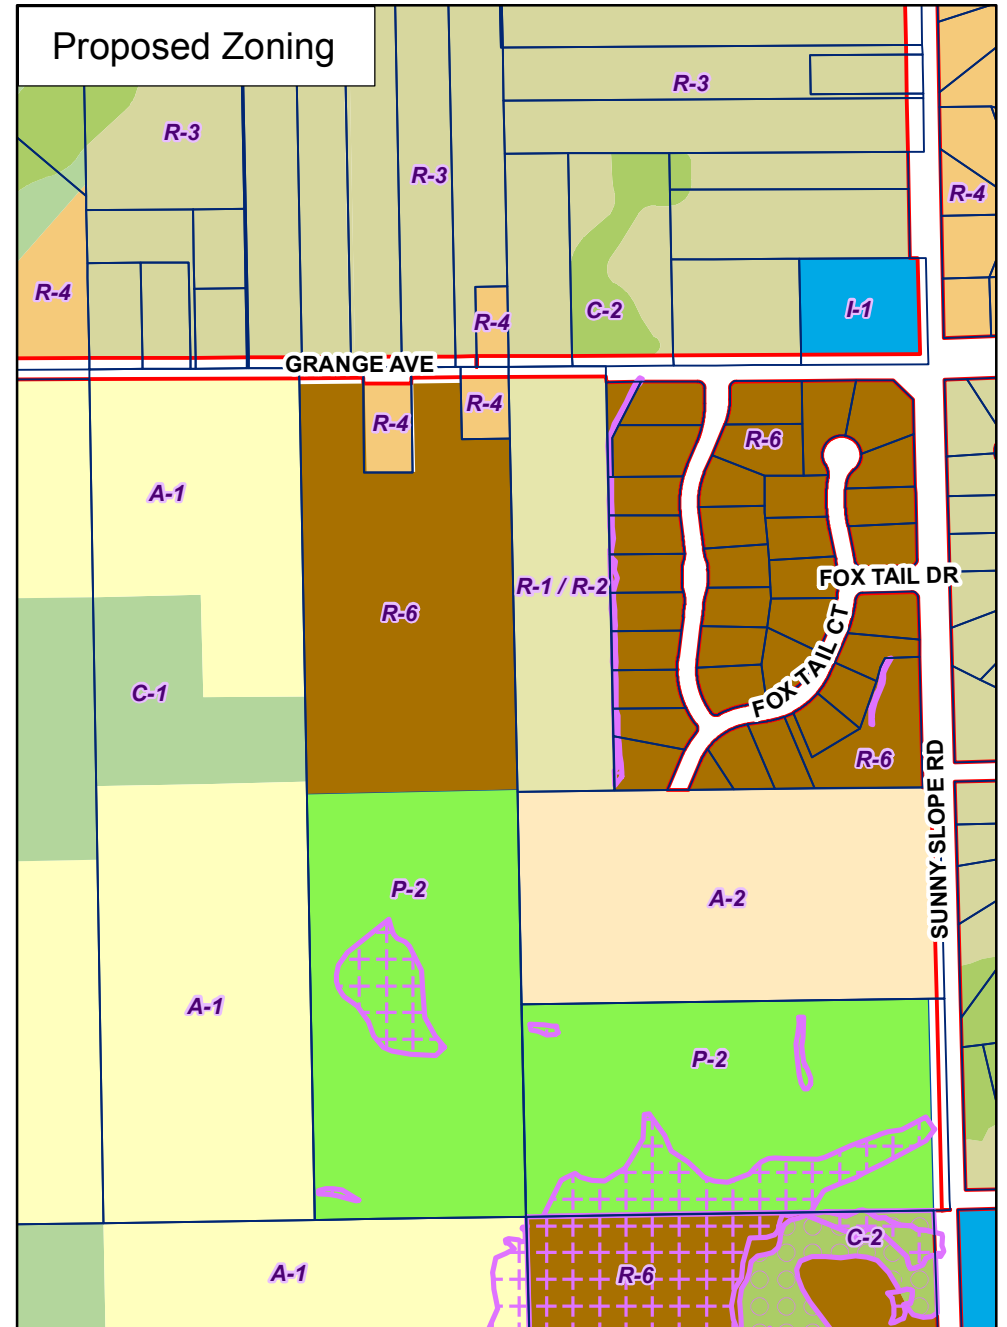 Proposed Zoning
R-3
R-3
R-3
R-4
R-4
R-4
C-2
I-1
GRANGE AVE
R-4
R-4
R-6
A-1
R-1 / R-2
FOX TAIL DR
R-6
FOX TAIL CT
C-1
R-6
SUNNY SLOPE RD
P-2
A-2
A-1
P-2
C-2
A-1
R-6